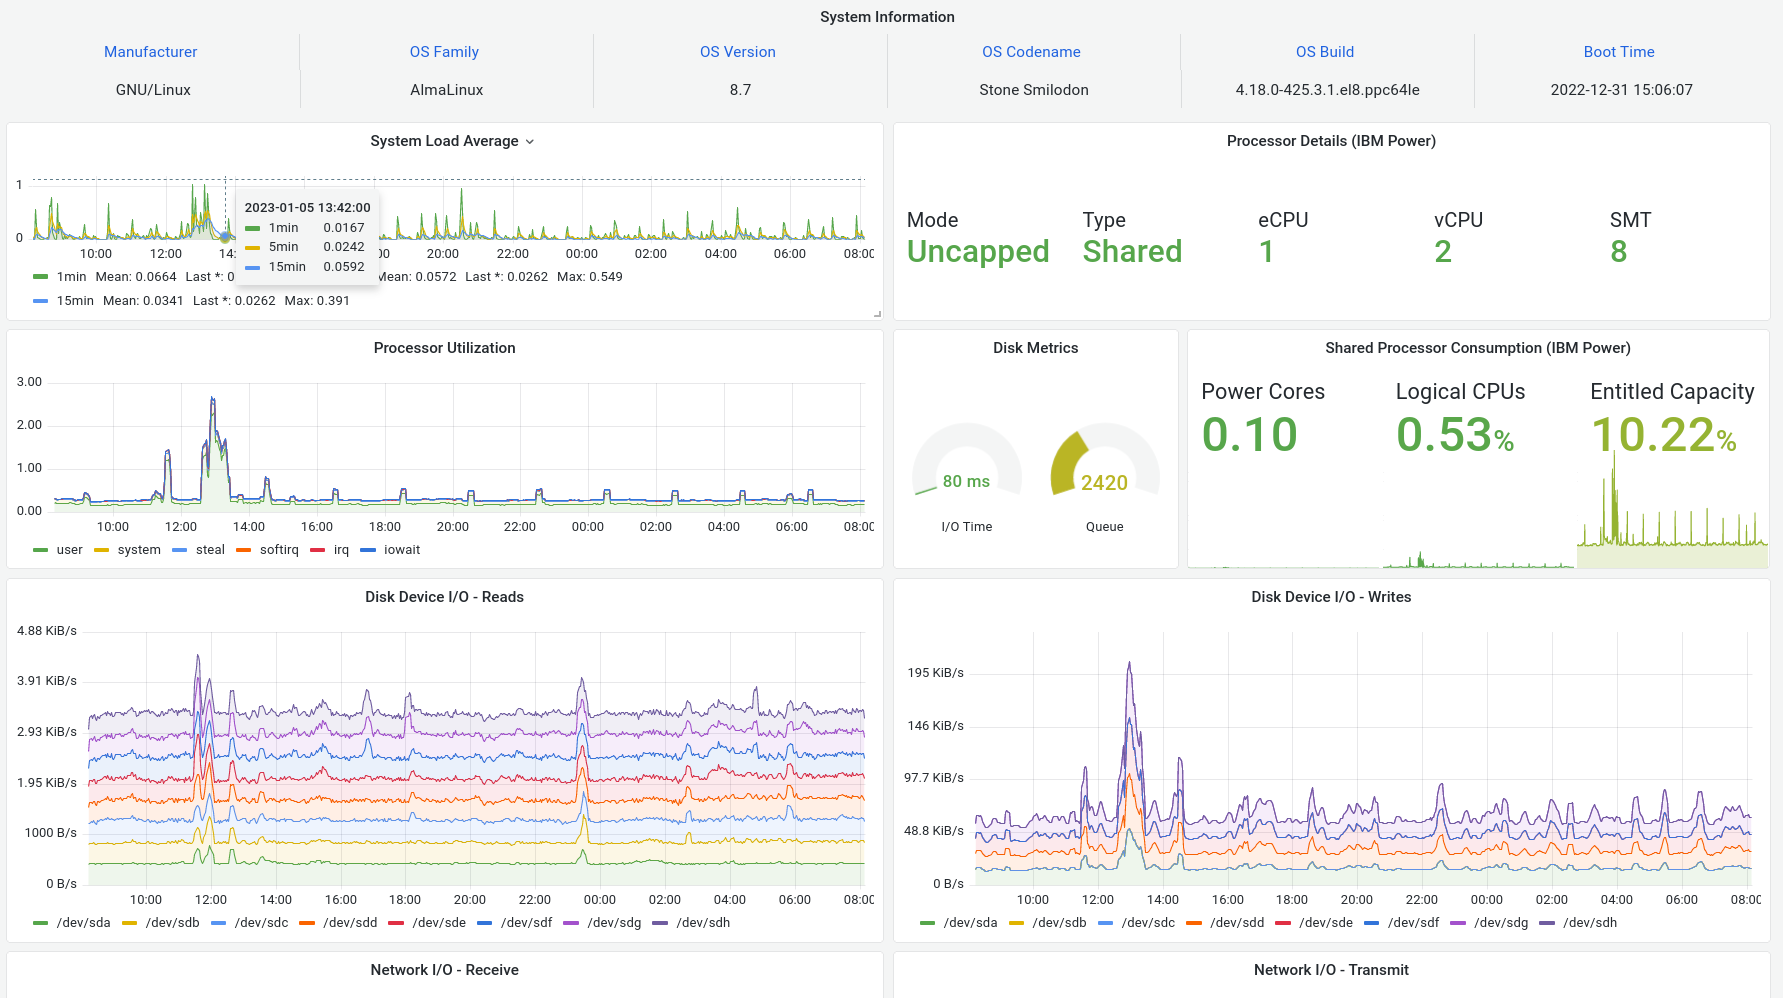 System Information
Manufacturer OS Family OS Version OS Codename OS Build Boot Time
GNU/Linux AlmaLinux 8.7 Stone Smilodon 4.18.0-425.3.1.el8.ppc64le 2022-12-31 15:06:07
System Load Average
1
0
10:00 12:00 14: 20:00 22:00 00:00 02:00 04:00 06:00 08:00
2023-01-05 13:42:00
1min 0.0167
5min 0.0242
15min 0.0592
1min Mean: 0.0664 Last *: 0 Mean: 0.0572 Last *: 0.0262 Max: 0.549
15min Mean: 0.0341 Last *: 0.0262 Max: 0.391
Processor Details (IBM Power)
Mode Type eCPU vCPU SMT
Uncapped Shared 1 2 8
Processor Utilization
3.00
2.00
1.00
0.00
10:00 12:00 14:00 16:00 18:00 20:00 22:00 00:00 02:00 04:00 06:00 08:00
user system steal softirq irq iowait
Disk Metrics
80 ms 2420
I/O Time Queue
Shared Processor Consumption (IBM Power)
Power Cores Logical CPUs Entitled Capacity
0.10 0.53% 10.22%
Disk Device I/O - Reads
4.88 KiB/s
3.91 KiB/s
2.93 KiB/s
1.95 KiB/s
1000 B/s
0 B/s
10:00 12:00 14:00 16:00 18:00 20:00 22:00 00:00 02:00 04:00 06:00 08:00
/dev/sda /dev/sdb /dev/sdc /dev/sdd /dev/sde /dev/sdf /dev/sdg /dev/sdh
Disk Device I/O - Writes
195 KiB/s
146 KiB/s
97.7 KiB/s
48.8 KiB/s
0 B/s
10:00 12:00 14:00 16:00 18:00 20:00 22:00 00:00 02:00 04:00 06:00 08:00
/dev/sda /dev/sdb /dev/sdc /dev/sdd /dev/sde /dev/sdf /dev/sdg /dev/sdh
Network I/O - Receive
Network I/O - Transmit